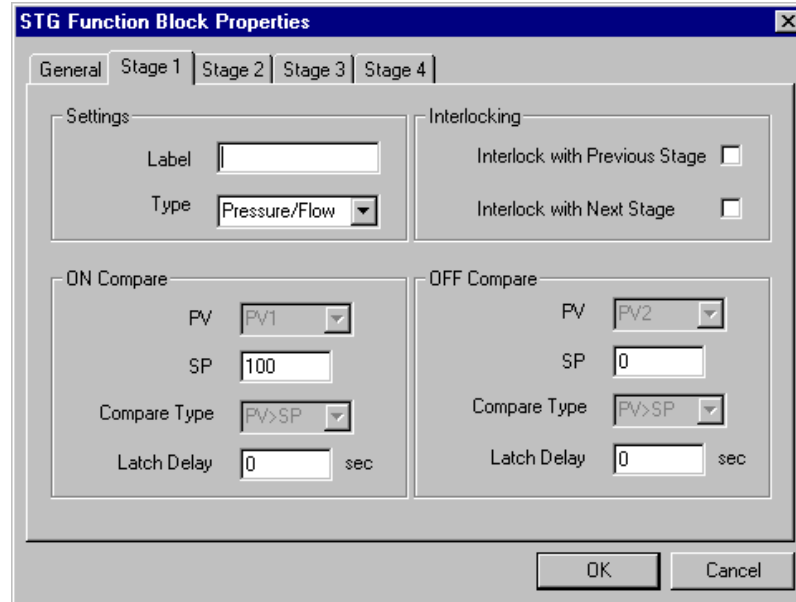 STG Function Block Properties
General Stage 1 Stage 2 Stage 3 Stage 4
Settings
Label
Type Pressure/Flow
Interlocking
Interlock with Previous Stage
Interlock with Next Stage
ON Compare
PV PV1
SP 100
Compare Type PV>SP
Latch Delay 0 sec
OFF Compare
PV PV2
SP 0
Compare Type PV>SP
Latch Delay 0 sec
OK Cancel